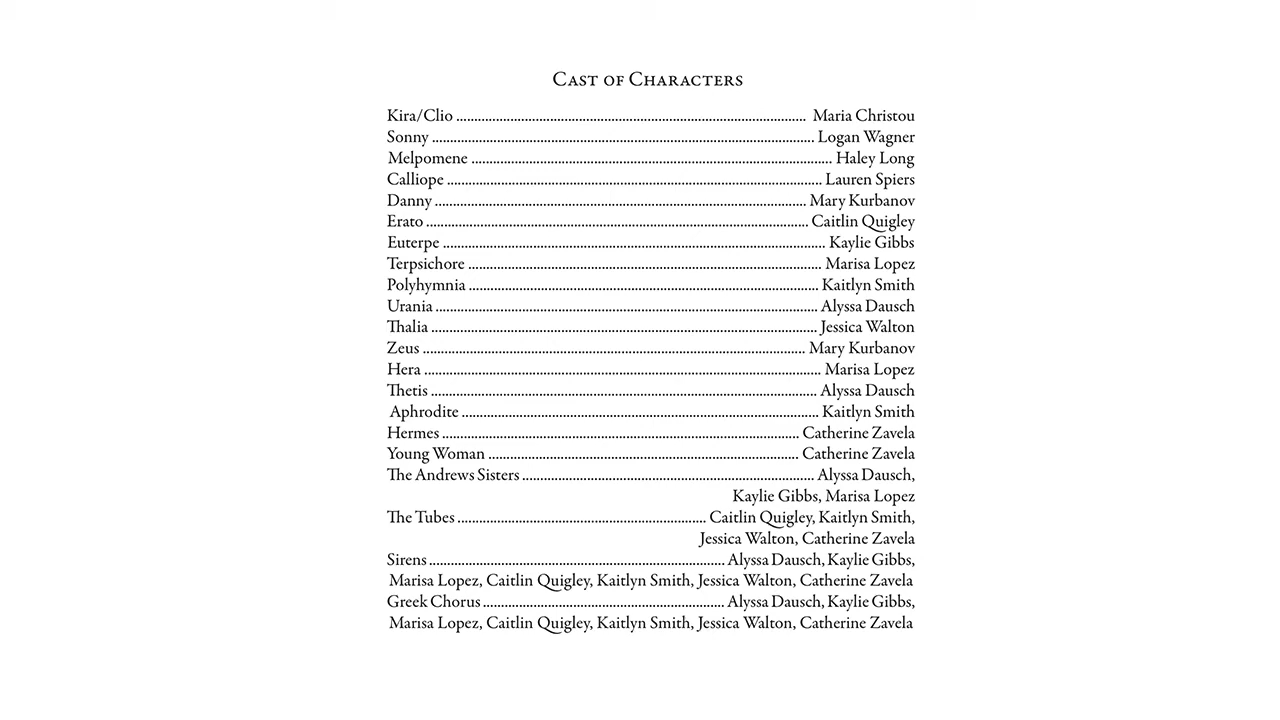 Cast of Characters
Kira/Clio ........................................................................................ Maria Christou
Sonny ................................................................................................ Logan Wagner
Melpomene .......................................................................................... Haley Long
Calliope .............................................................................................. Lauren Spiers
Danny ............................................................................................. Mary Kurbanov
Erato ................................................................................................ Caitlin Quigley
Euterpe ................................................................................................ Kaylie Gibbs
Terpsichore ......................................................................................... Marisa Lopez
Polyhymnia ........................................................................................ Kaitlyn Smith
Urania ................................................................................................ Alyssa Dausch
Thalia ................................................................................................. Jessica Walton
Zeus ................................................................................................ Mary Kurbanov
Hera .................................................................................................... Marisa Lopez
Thetis ................................................................................................. Alyssa Dausch
Aphrodite .......................................................................................... Kaitlyn Smith
Hermes .......................................................................................... Catherine Zavela
Young Woman .............................................................................. Catherine Zavela
The Andrews Sisters ......................................................................... Alyssa Dausch,
Kaylie Gibbs, Marisa Lopez
The Tubes .............................................................. Caitlin Quigley, Kaitlyn Smith,
Jessica Walton, Catherine Zavela
Sirens .......................................................................... Alyssa Dausch, Kaylie Gibbs,
Marisa Lopez, Caitlin Quigley, Kaitlyn Smith, Jessica Walton, Catherine Zavela
Greek Chorus ............................................................ Alyssa Dausch, Kaylie Gibbs,
Marisa Lopez, Caitlin Quigley, Kaitlyn Smith, Jessica Walton, Catherine Zavela